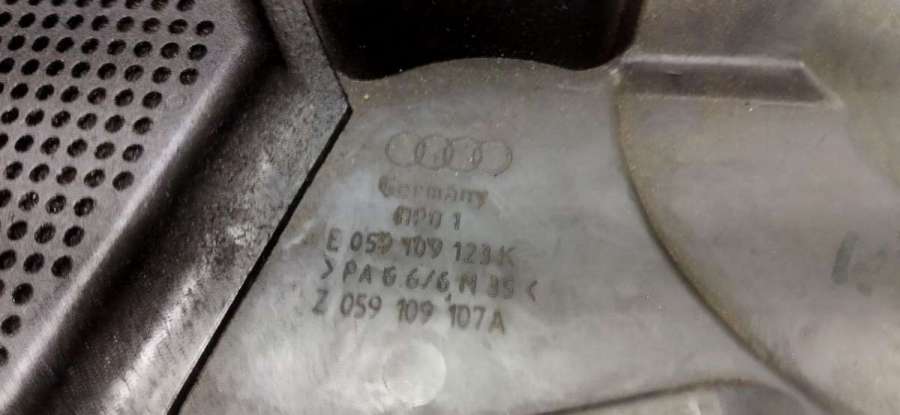 Germany
E 059 109 123 K
>PA 6.6/6 M 35<
Z 059 109 107A